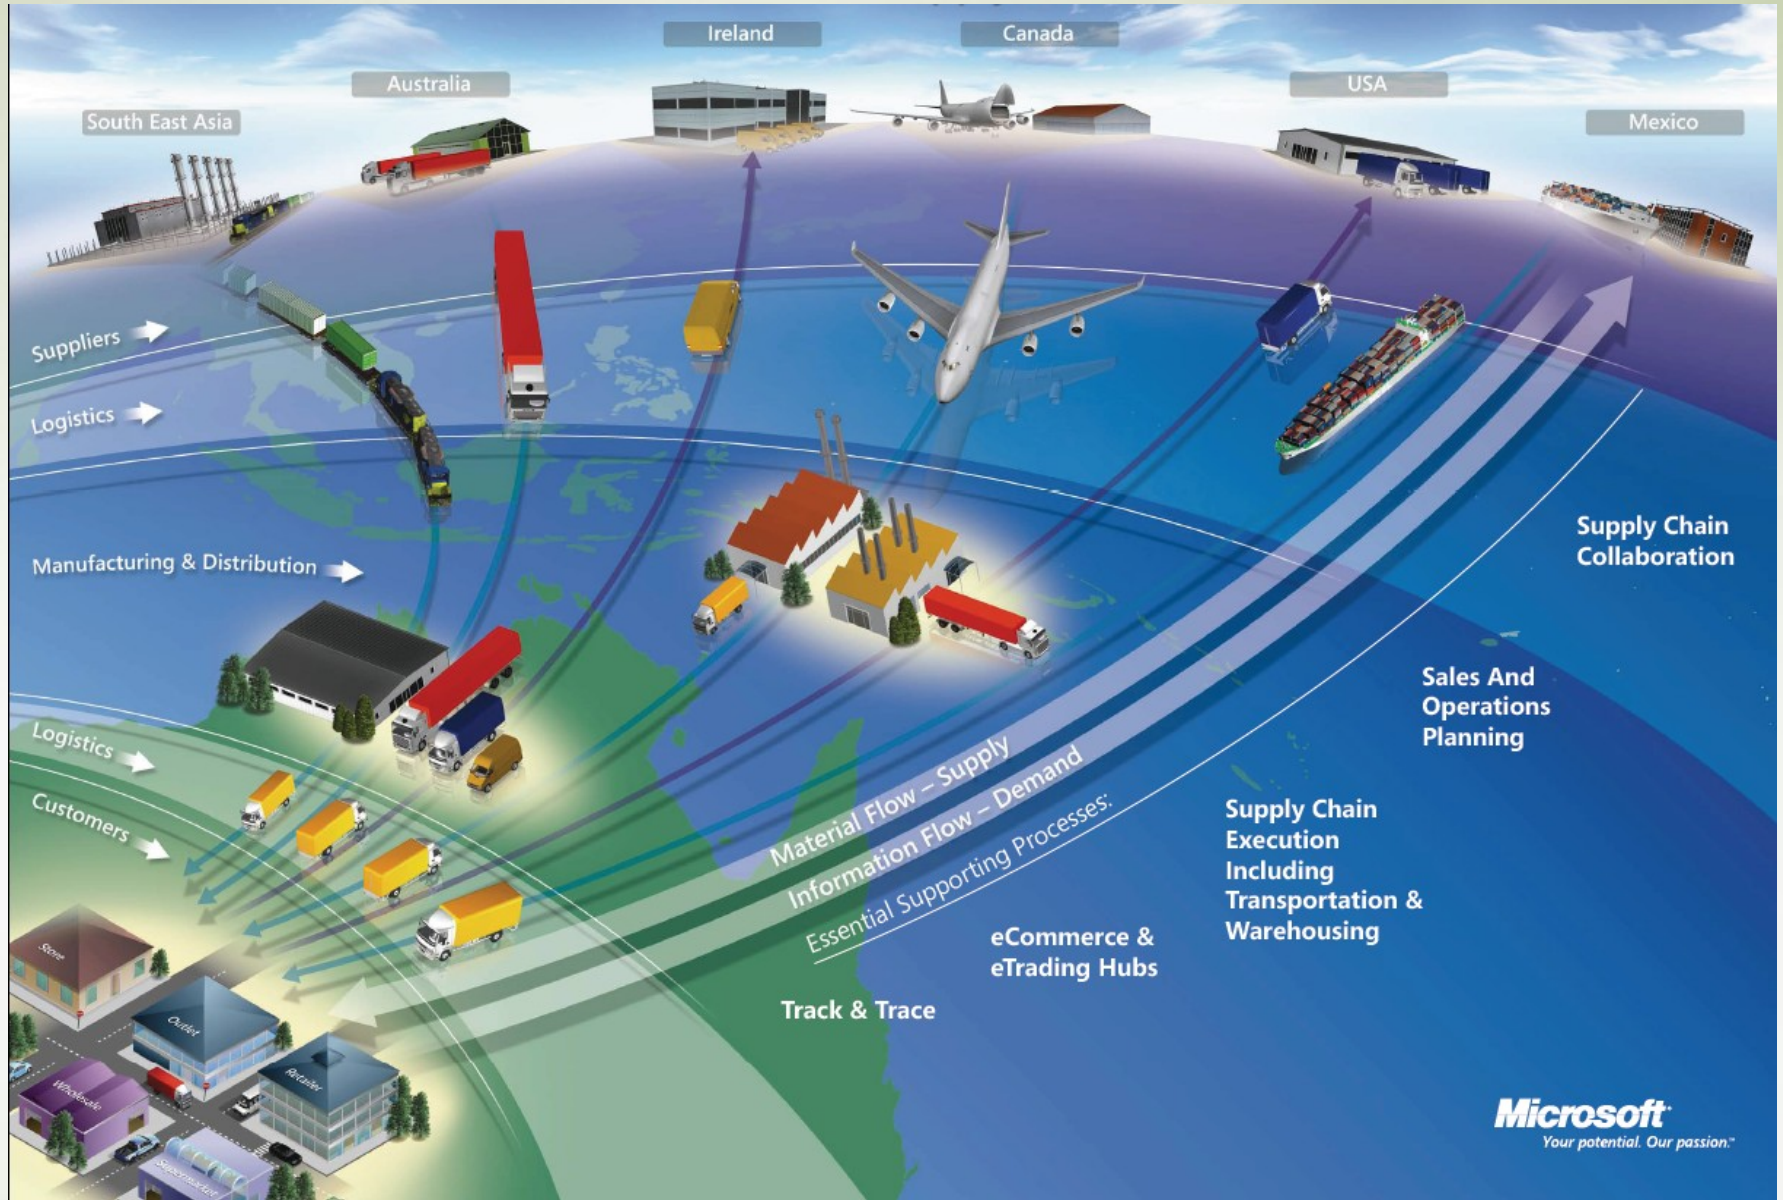 Ireland
Canada
Australia
USA
South East Asia
Mexico
Suppliers
Logistics
Manufacturing & Distribution
Logistics
Customers
Supply Chain
Collaboration
Sales And
Operations
Planning
Supply Chain
Execution
Including
Transportation &
Warehousing
eCommerce &
eTrading Hubs
Track & Trace
Material Flow – Supply
Information Flow – Demand
Essential Supporting Processes:
Store
Outlet
Retailer
Wholesale
Supermarket
Microsoft
Your potential. Our passion.™